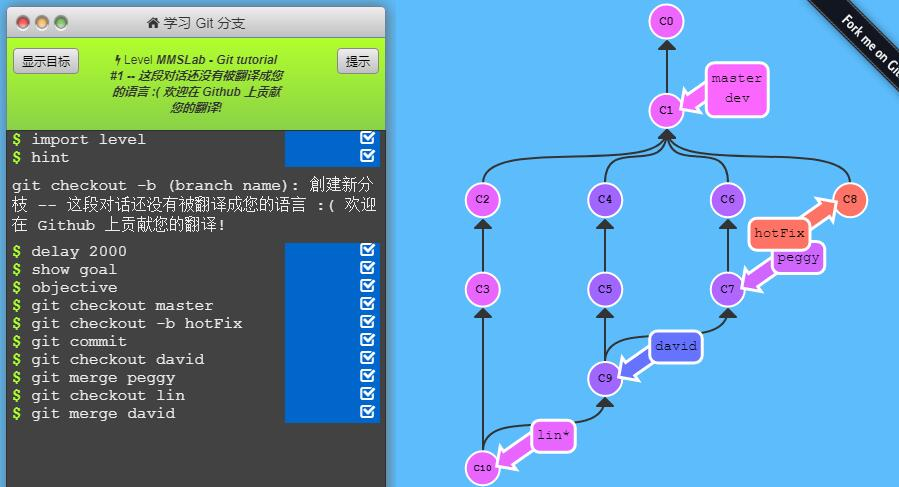 学习 Git 分支
显示目标
Level MMSLab - Git tutorial
#1 -- 这段对话还没有被翻译成您
的语言 :( 欢迎在 Github 上贡献
您的翻译!
提示
$ import level
$ hint
git checkout -b (branch name): 創建新分
枝 -- 这段对话还没有被翻译成您的语言 :( 欢迎
在 Github 上贡献您的翻译!
$ delay 2000
$ show goal
$ objective
$ git checkout master
$ git checkout -b hotFix
$ git commit
$ git checkout david
$ git merge peggy
$ git checkout lin
$ git merge david
C0
Fork me on Git
master
dev
C1
C2
C4
C6
C8
hotFix
peggy
C3
C5
C7
david
C9
lin*
C10